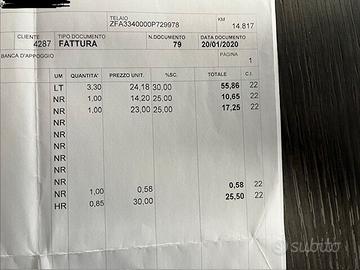 TELAIO KM
ZFA3340000P729978 14.817
CLIENTE TIPO DOCUMENTO N.DOCUMENTO DATA DOCUMENTO
4287 FATTURA 79 20/01/2020
BANCA D'APPOGGIO PAGINA
1
UM QUANTITA' PREZZO UNIT. %SC. TOTALE C.I.
LT 3,30 24,18 30,00 55,86 22
NR 1,00 14,20 25,00 10,65 22
NR 1,00 23,00 25,00 17,25 22
NR
NR
NR
NR
NR
NR 1,00 0,58 0,58 22
HR 0,85 30,00 25,50 22
subito